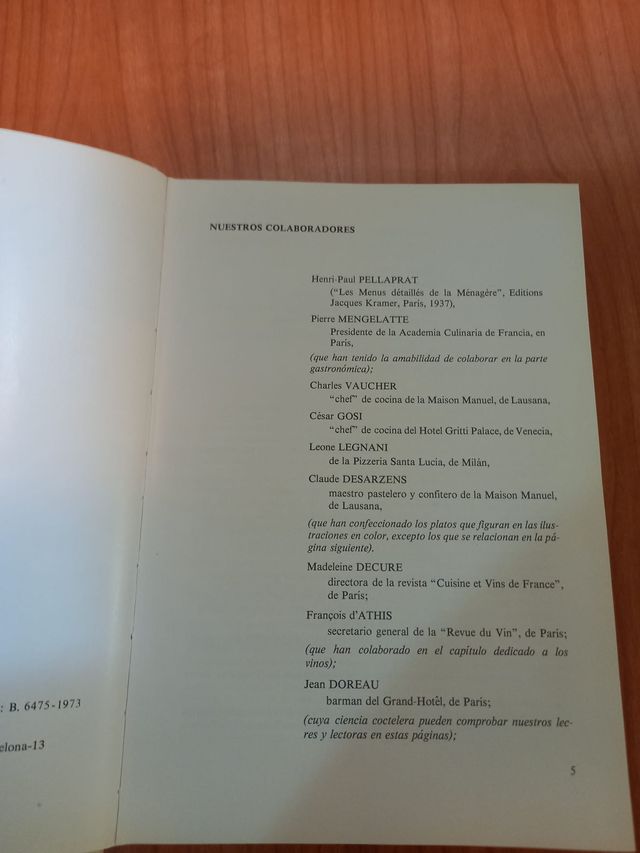 : B. 6475-1973
elona-13
NUESTROS COLABORADORES
Henri-Paul PELLAPRAT
("Les Menus détaillés de la Ménagère", Editions
Jacques Kramer, Paris, 1937),
Pierre MENGELATTE
Presidente de la Academia Culinaria de Francia, en
París,
(que han tenido la amabilidad de colaborar en la parte
gastronómica);
Charles VAUCHER
"chef" de cocina de la Maison Manuel, de Lausana,
César GOSI
"chef" de cocina del Hotel Gritti Palace, de Venecia,
Leone LEGNANI
de la Pizzeria Santa Lucia, de Milán,
Claude DESARZENS
maestro pastelero y confitero de la Maison Manuel,
de Lausana,
(que han confeccionado los platos que figuran en las ilus-
traciones en color, excepto los que se relacionan en la pá-
gina siguiente).
Madeleine DECURE
directora de la revista "Cuisine et Vins de France",
de París;
François d'ATHIS
secretario general de la "Revue du Vin", de París;
(que han colaborado en el capítulo dedicado a los
vinos);
Jean DOREAU
barman del Grand-Hotèl, de París;
(cuya ciencia coctelera pueden comprobar nuestros lec-
res y lectoras en estas páginas);
5